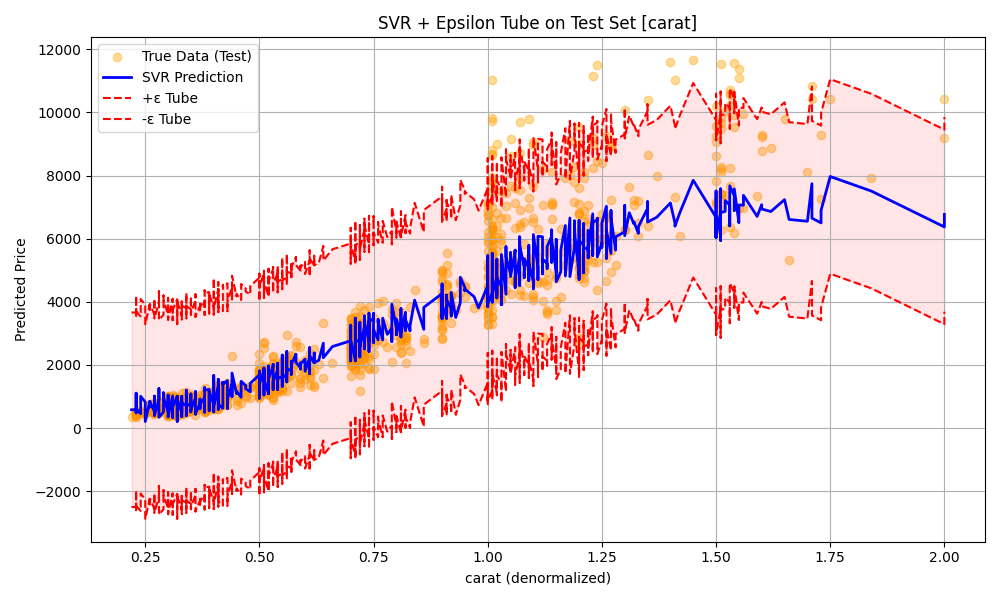 SVR + Epsilon Tube on Test Set [carat]
True Data (Test)
SVR Prediction
+ε Tube
-ε Tube
Predicted Price
12000
10000
8000
6000
4000
2000
0
−2000
0.25 0.50 0.75 1.00 1.25 1.50 1.75 2.00
carat (denormalized)